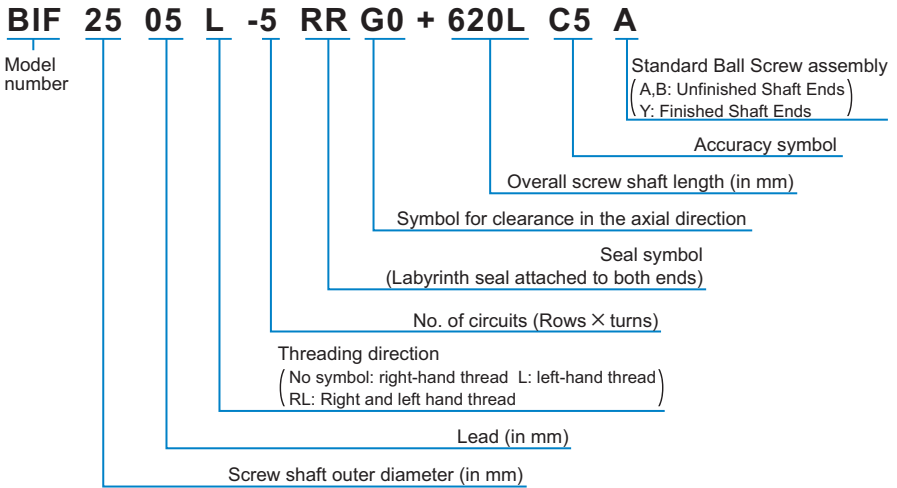 BIF 25 05 L -5 RR G0 + 620L C5 A
Model
number
Standard Ball Screw assembly
(A,B: Unfinished Shaft Ends
Y: Finished Shaft Ends)
Accuracy symbol
Overall screw shaft length (in mm)
Symbol for clearance in the axial direction
Seal symbol
(Labyrinth seal attached to both ends)
No. of circuits (Rows × turns)
Threading direction
(No symbol: right-hand thread L: left-hand thread
RL: Right and left hand thread)
Lead (in mm)
Screw shaft outer diameter (in mm)